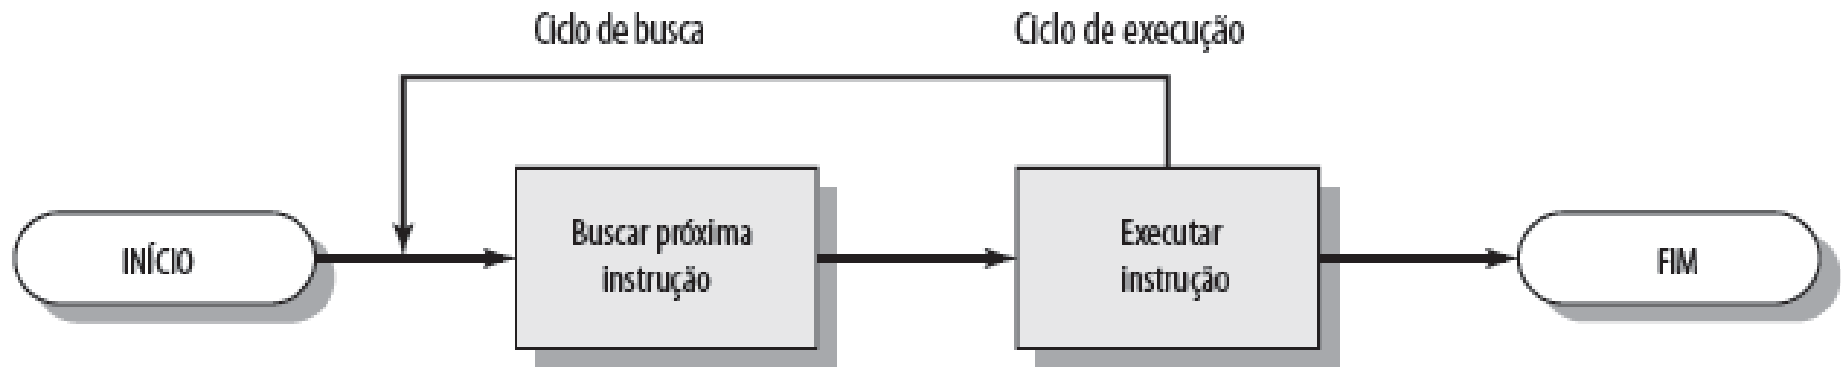 Ciclo de busca
Ciclo de execução
INÍCIO
Buscar próxima
instrução
Executar
instrução
FIM